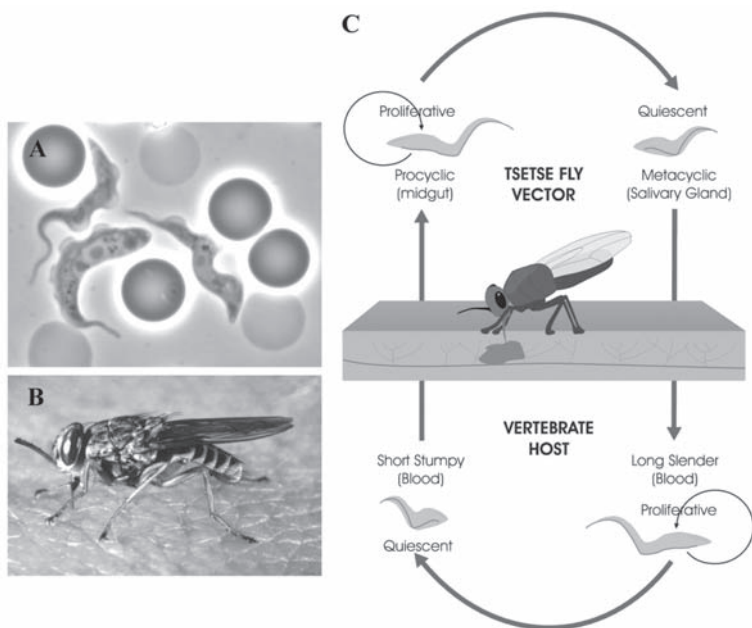 A
B
C
Proliferative
Quiescent
Procyclic
(midgut)
TSETSE FLY
VECTOR
Metacyclic
(Salivary Gland)
VERTEBRATE
HOST
Short Stumpy
(Blood)
Quiescent
Long Slender
(Blood)
Proliferative